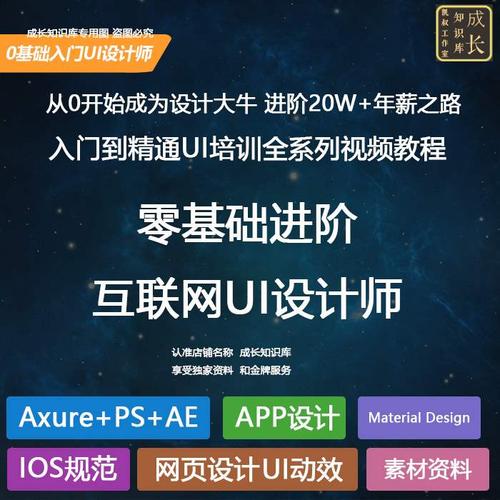 成长知识库专用图 盗图必究
0基础入门UI设计师
成长
知识库
凯叔工作室
从0开始成为设计大牛 进阶20W+年薪之路
入门到精通UI培训全系列视频教程
零基础进阶
互联网UI设计师
认准店铺名称 成长知识库
享受独家资料 和金牌服务
Axure+PS+AE
APP设计
Material Design
IOS规范
网页设计UI动效
素材资料